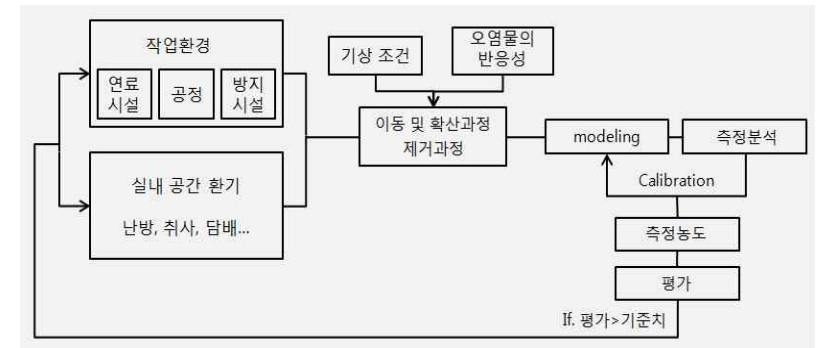 작업환경
연료
시설
공정
방지
시설
실내 공간 환기
난방, 취사, 담배...
기상 조건
오염물의
반응성
이동 및 확산과정
제거과정
modeling
측정분석
Calibration
측정농도
평가
If. 평가>기준치